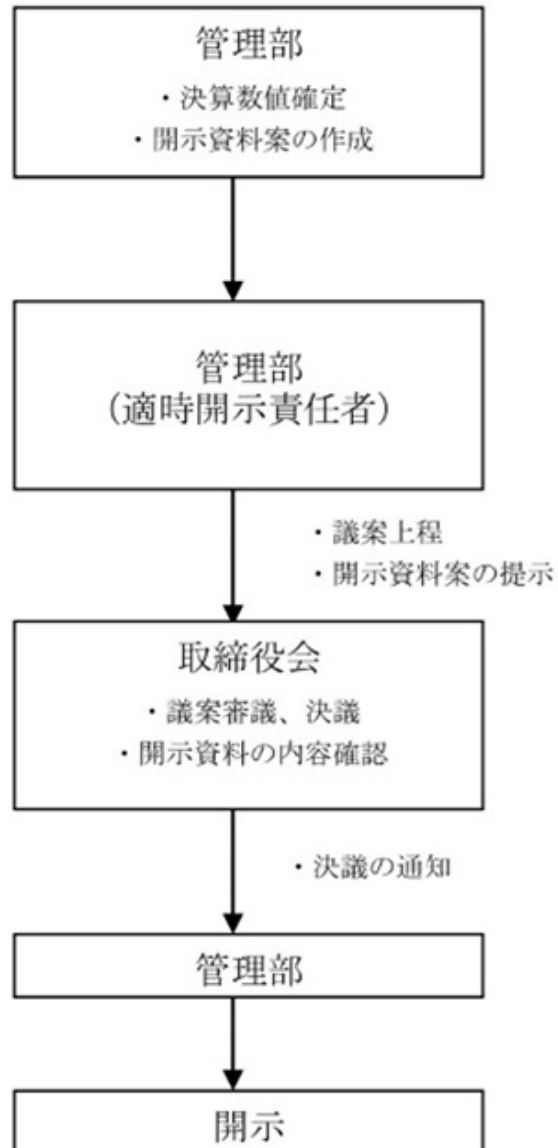 管理部
・決算数値確定
・開示資料案の作成
管理部
（適時開示責任者）
・議案上程
・開示資料案の提示
取締役会
・議案審議、決議
・開示資料の内容確認
・決議の通知
管理部
開示